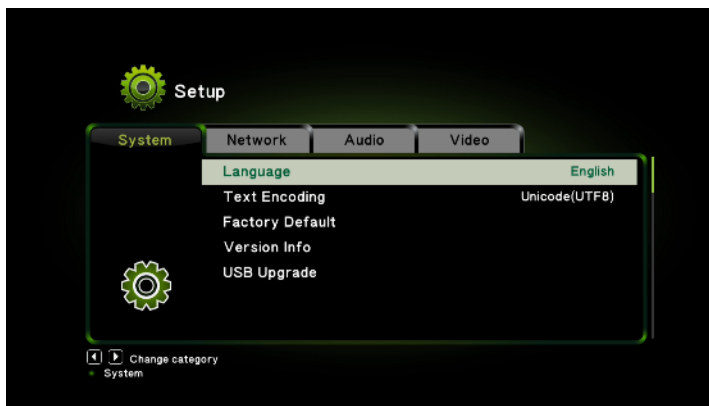 Setup
System Network Audio Video
Language English
Text Encoding Unicode(UTF8)
Factory Default
Version Info
USB Upgrade
Change category
System